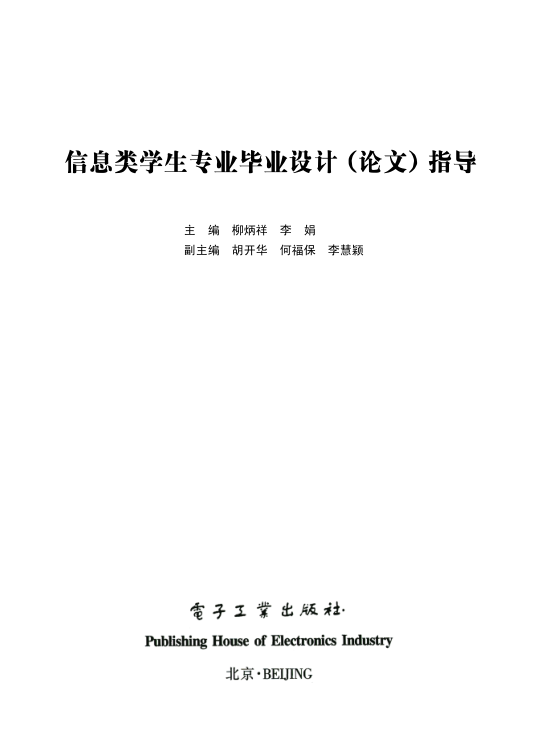 信息类学生专业毕业设计（论文）指导
主　编　柳炳祥　李　娟
副主编　胡开华　何福保　李慧颖
電子工業出版社·
Publishing House of Electronics Industry
北京·BEIJING